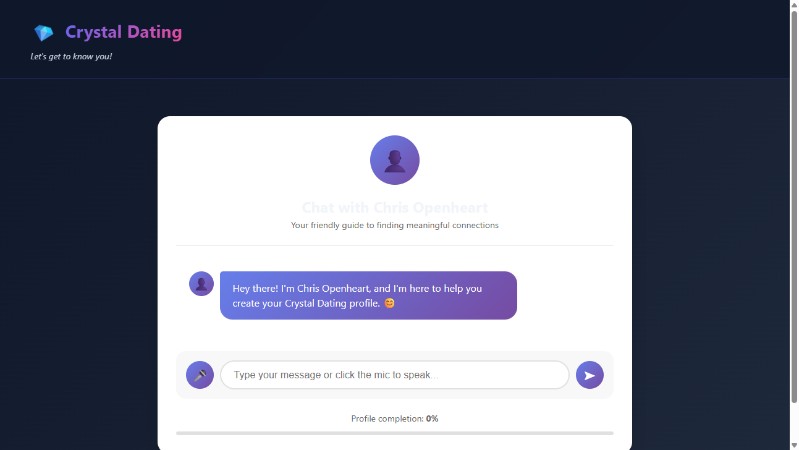 Crystal Dating
Let's get to know you!
Chat with Chris Openheart
Your friendly guide to finding meaningful connections
Hey there! I'm Chris Openheart, and I'm here to help you
create your Crystal Dating profile. 😊
Type your message or click the mic to speak...
Profile completion: 0%